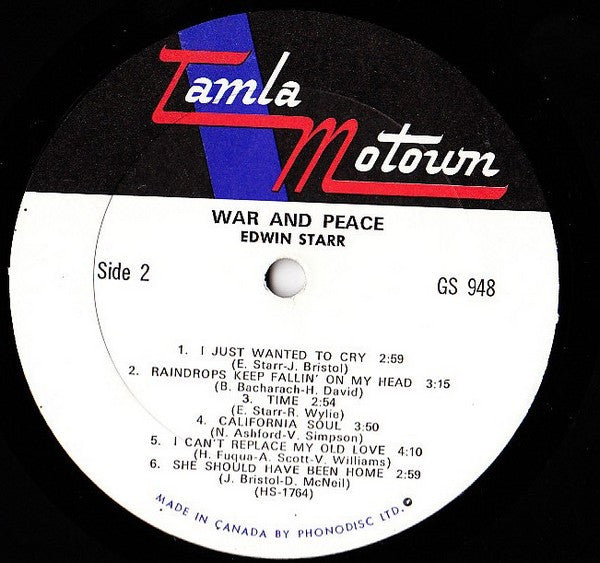 Tamla
Motown
WAR AND PEACE
EDWIN STARR
Side 2
GS 948
1. I JUST WANTED TO CRY 2:59
(E. Starr-J. Bristol)
2. RAINDROPS KEEP FALLIN' ON MY HEAD 3:15
(B. Bacharach-H. David)
3. TIME 2:54
(E. Starr-R. Wylie)
4. CALIFORNIA SOUL 3:50
(N. Ashford-V. Simpson)
5. I CAN'T REPLACE MY OLD LOVE 4:10
(H. Fuqua-A. Scott-V. Williams)
6. SHE SHOULD HAVE BEEN HOME 2:59
(J. Bristol-D. McNeil)
(HS-1764)
MADE IN CANADA BY PHONODISC LTD.